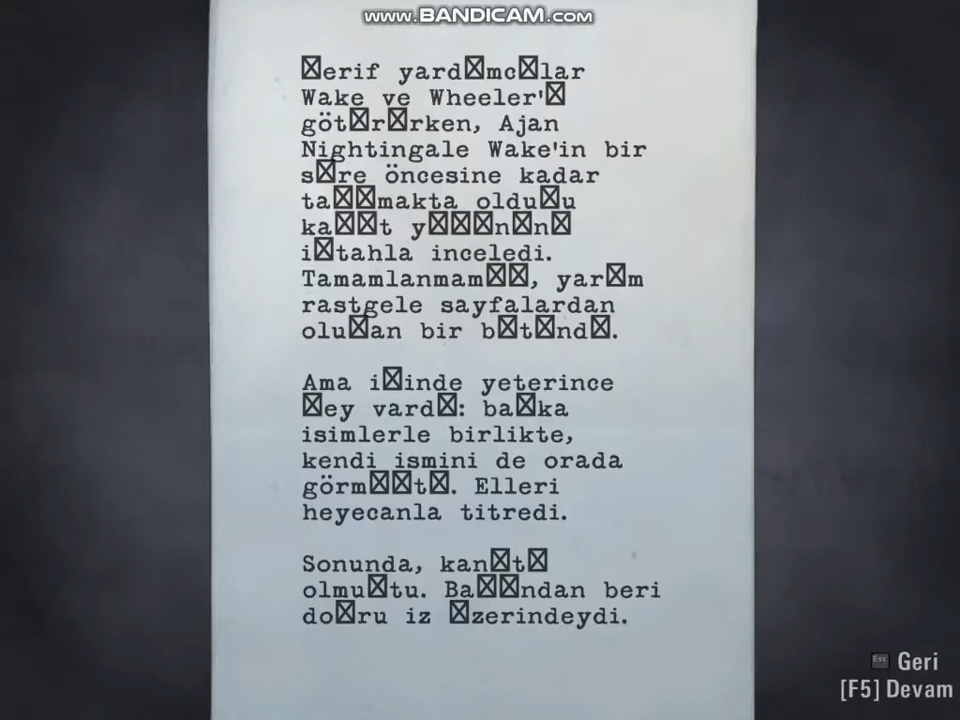 www.BANDICAM.com
☒erif yard☒mc☒lar
Wake ve Wheeler'☒
göt☒r☒rken, Ajan
Nightingale Wake'in bir
s☒re öncesine kadar
ta☒☒makta oldu☒u
ka☒☒t y☒☒☒n☒n☒
i☒tahla inceledi.
Tamamlanmam☒☒, yar☒m
rastgele sayfalardan
olu☒an bir b☒t☒nd☒.
Ama i☒inde yeterince
☒ey vard☒: ba☒ka
isimlerle birlikte,
kendi ismini de orada
görm☒☒t☒. Elleri
heyecanla titredi.
Sonunda, kan☒t☒
olmu☒tu. Ba☒☒ndan beri
do☒ru iz ☒zerindeydi.
Esc Geri
[F5] Devam